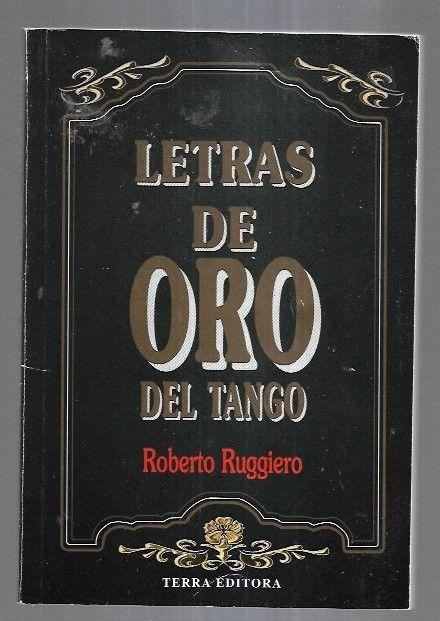 LETRAS
DE
ORO
DEL TANGO
Roberto Ruggiero
TERRA EDITORA